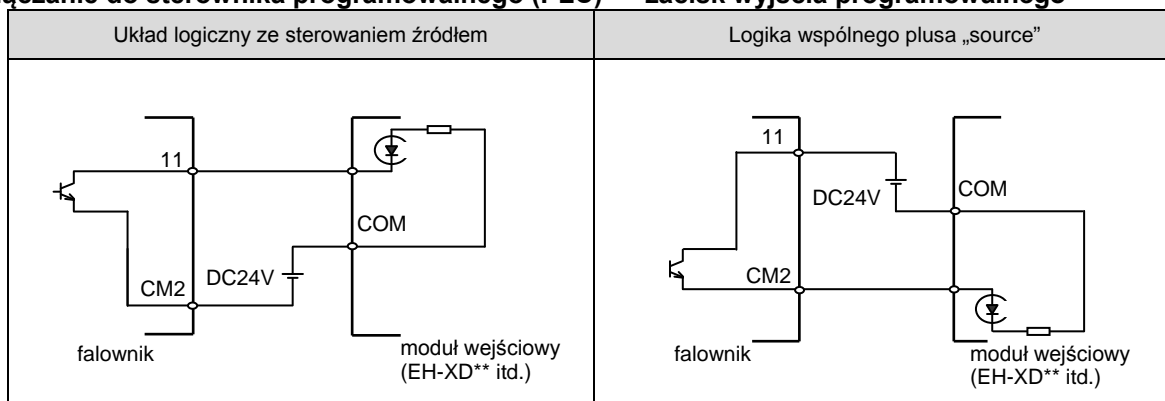 do sterownika programowalnego (PLC) — zacisk wyjścia programowalnego
Układ logiczny ze sterowaniem źródłem
Logika wspólnego plusa „source”
11
COM
CM2
DC24V
falownik
moduł wejściowy
(EH-XD** itd.)
11
DC24V
COM
CM2
falownik
moduł wejściowy
(EH-XD** itd.)